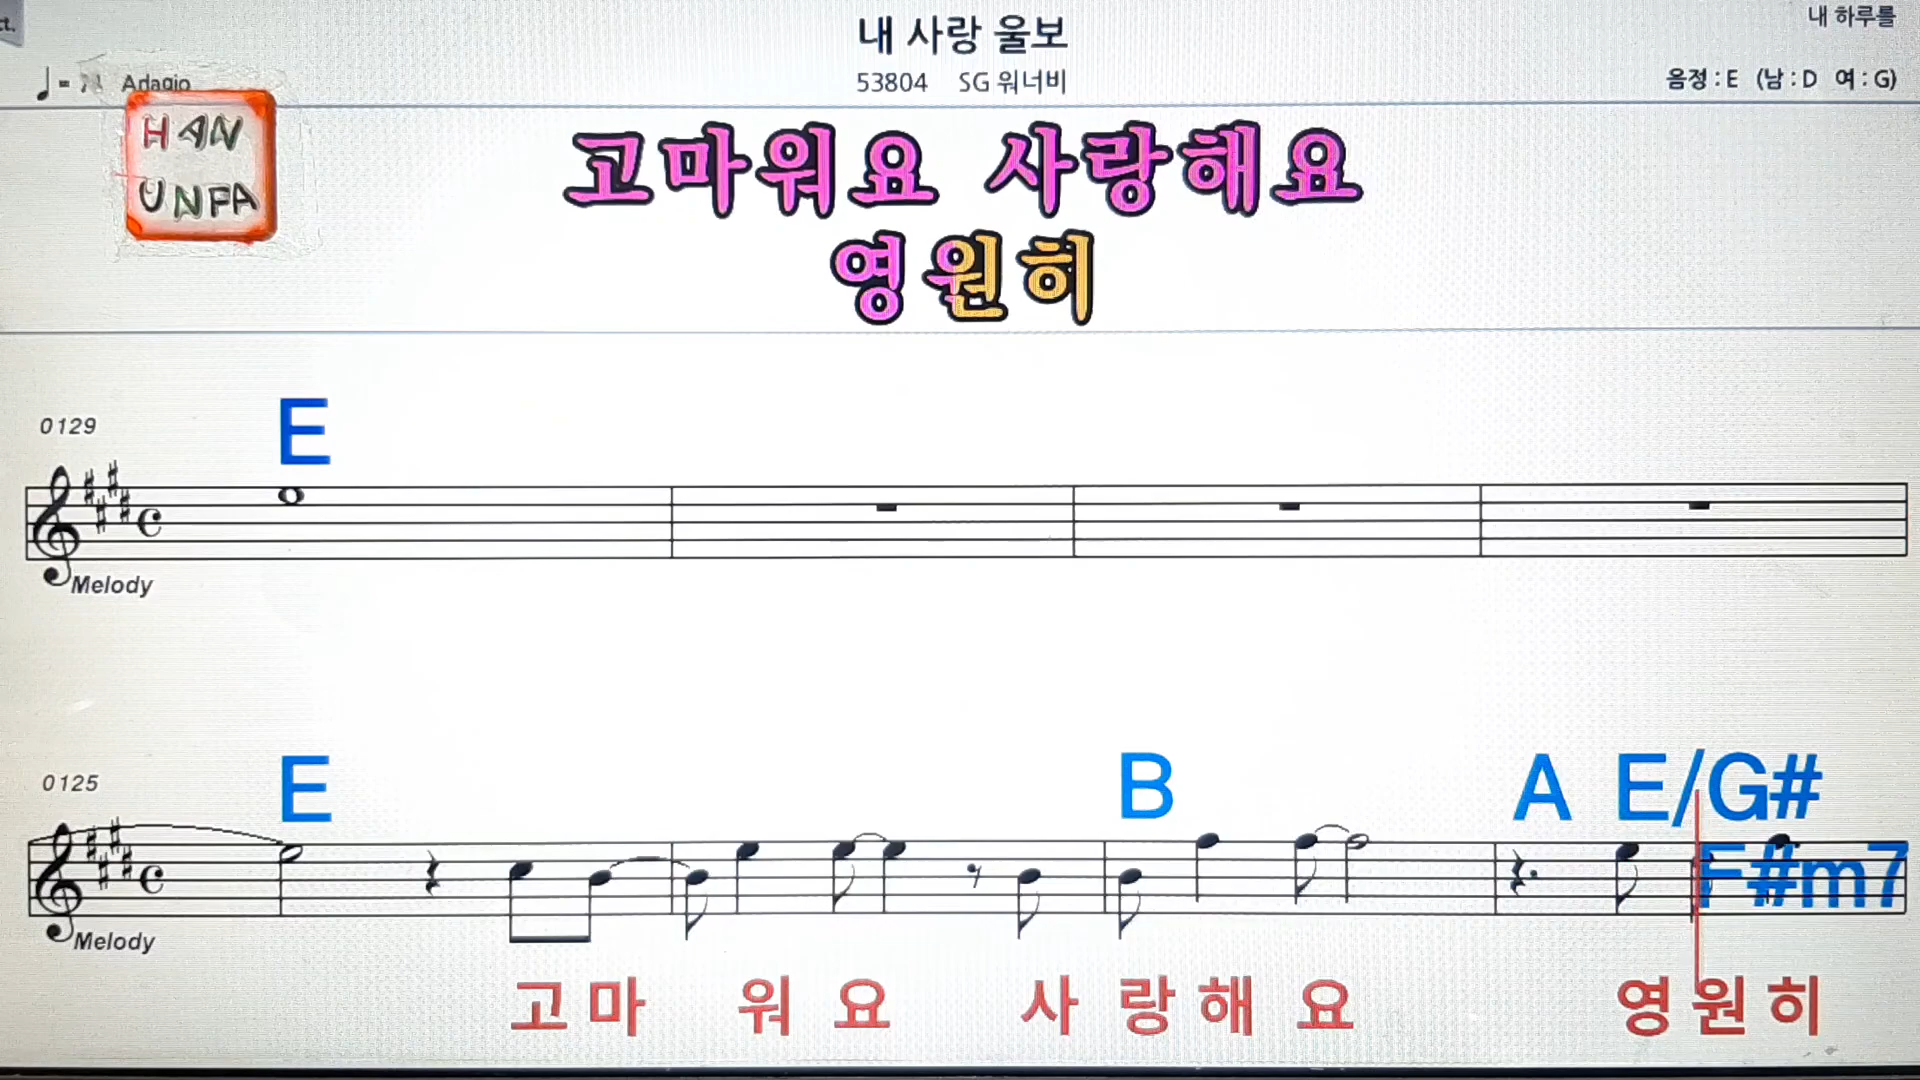 내 사랑 울보
내 하루를
53804 SG 워너비
Adagio
음정 : E (남 : D 여 : G)
HAN
UNFA
고마워요 사랑해요
영원히
0129
E
Melody
0125
E B A E/G#
F#m7
Melody
고 마 워 요 사 랑 해 요 영 원 히